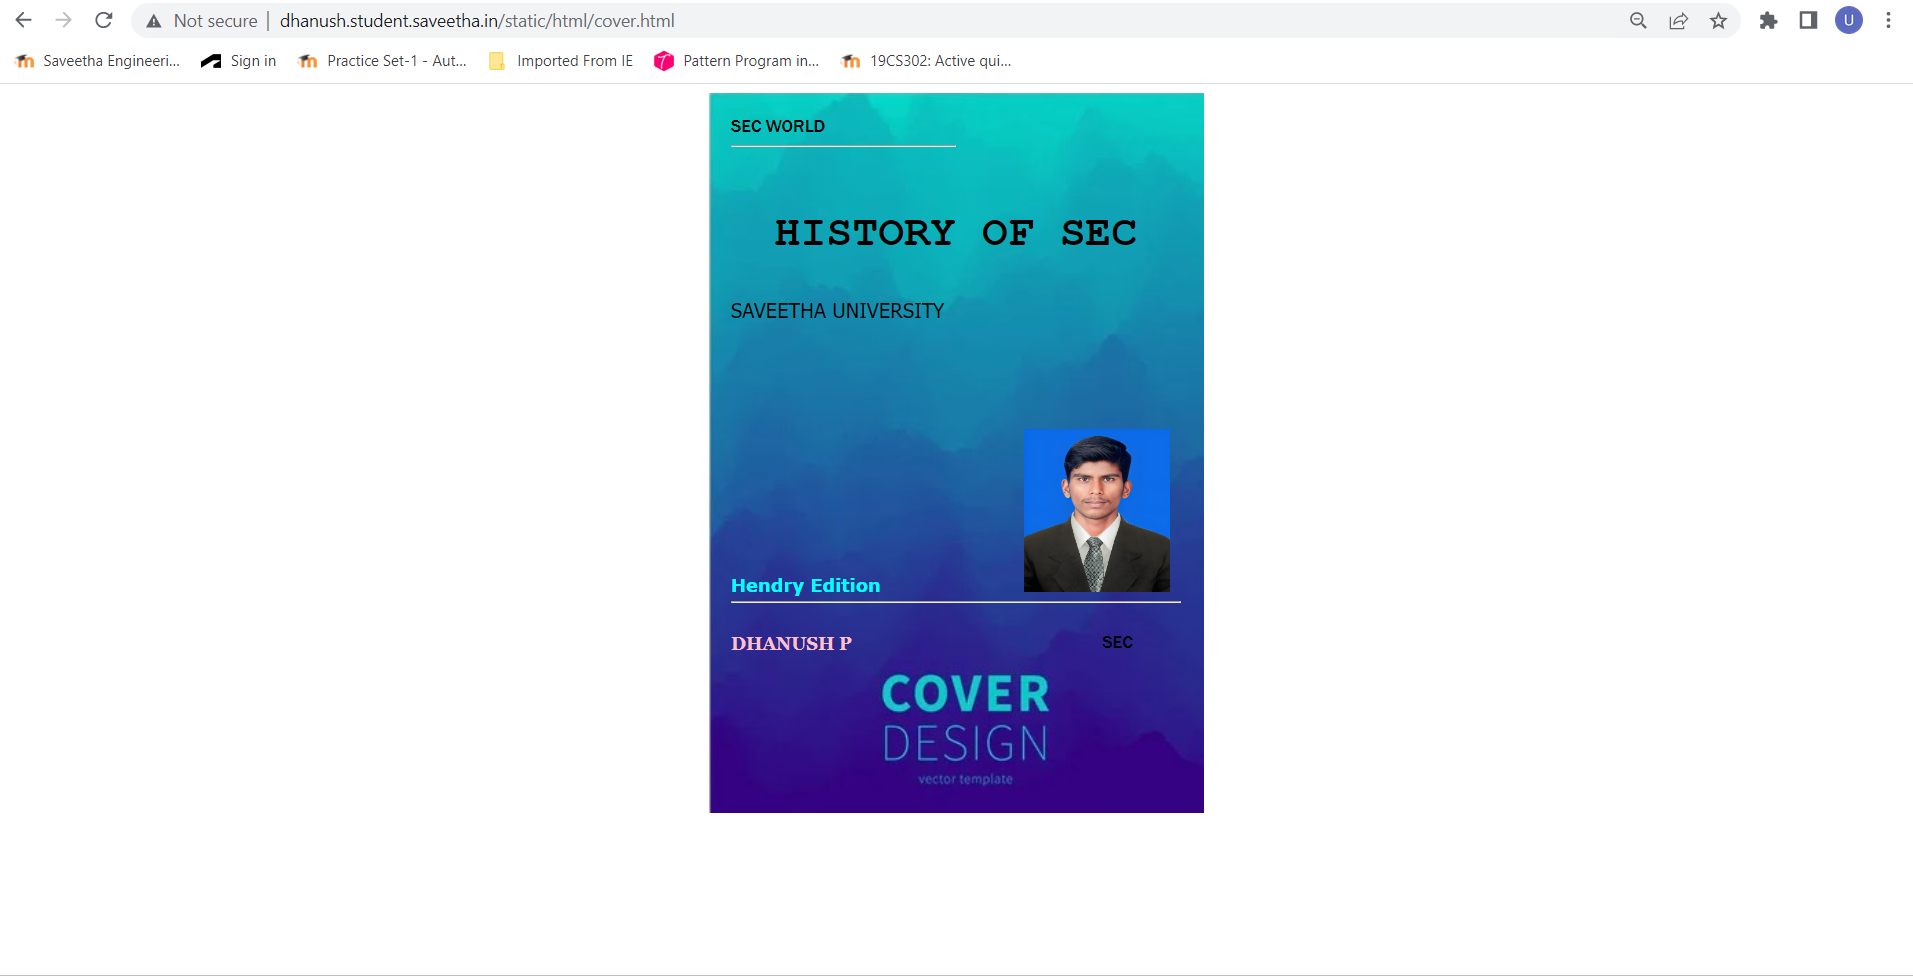 Not secure | dhanush.student.saveetha.in/static/html/cover.html
U
Saveetha Engineeri... Sign in Practice Set-1 - Aut... Imported From IE Pattern Program in... 19CS302: Active qui...
SEC WORLD
HISTORY OF SEC
SAVEETHA UNIVERSITY
Hendry Edition
DHANUSH P SEC
COVER
DESIGN
vector template